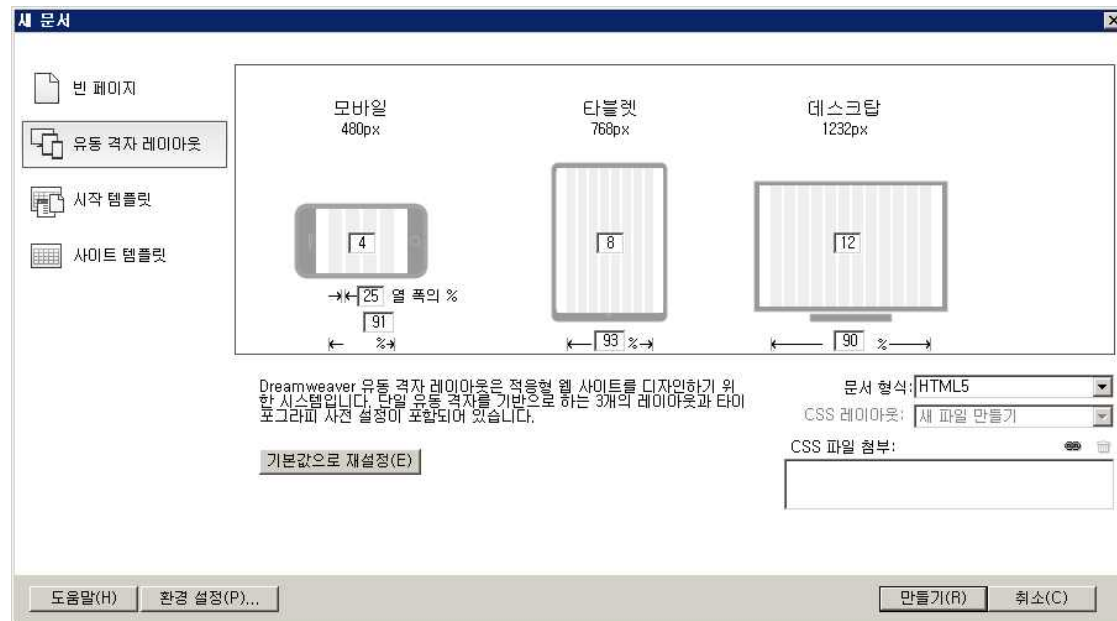 새 문서
빈 페이지
유동 격자 레이아웃
시작 템플릿
사이트 템플릿
모바일
480px
타블렛
768px
데스크탑
1232px
4
8
12
25 열 폭의 %
91
%
93 %
90 %
Dreamweaver 유동 격자 레이아웃은 적응형 웹 사이트를 디자인하기 위
한 시스템입니다. 단일 유동 격자를 기반으로 하는 3개의 레이아웃과 타이
포그라피 사전 설정이 포함되어 있습니다.
기본값으로 재설정(E)
문서 형식: HTML5
CSS 레이아웃: 새 파일 만들기
CSS 파일 첨부:
도움말(H)
환경 설정(P)...
만들기(R)
취소(C)